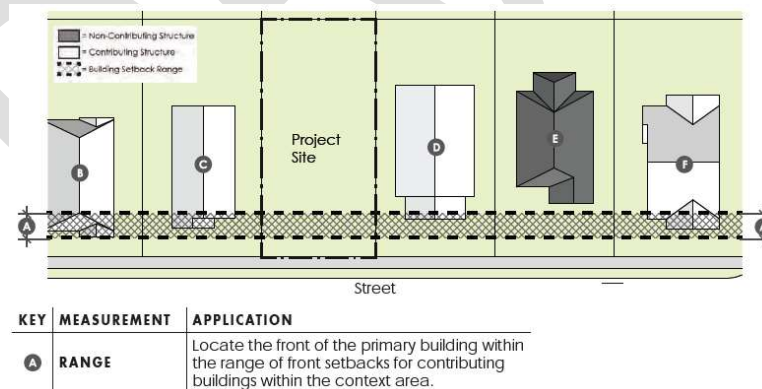 = Non-Contributing Structure
= Contributing Structure
= Building Setback Range
Project
Site
B
C
D
E
F
A
Street
KEY MEASUREMENT APPLICATION
A RANGE
Locate the front of the primary building within
the range of front setbacks for contributing
buildings within the context area.